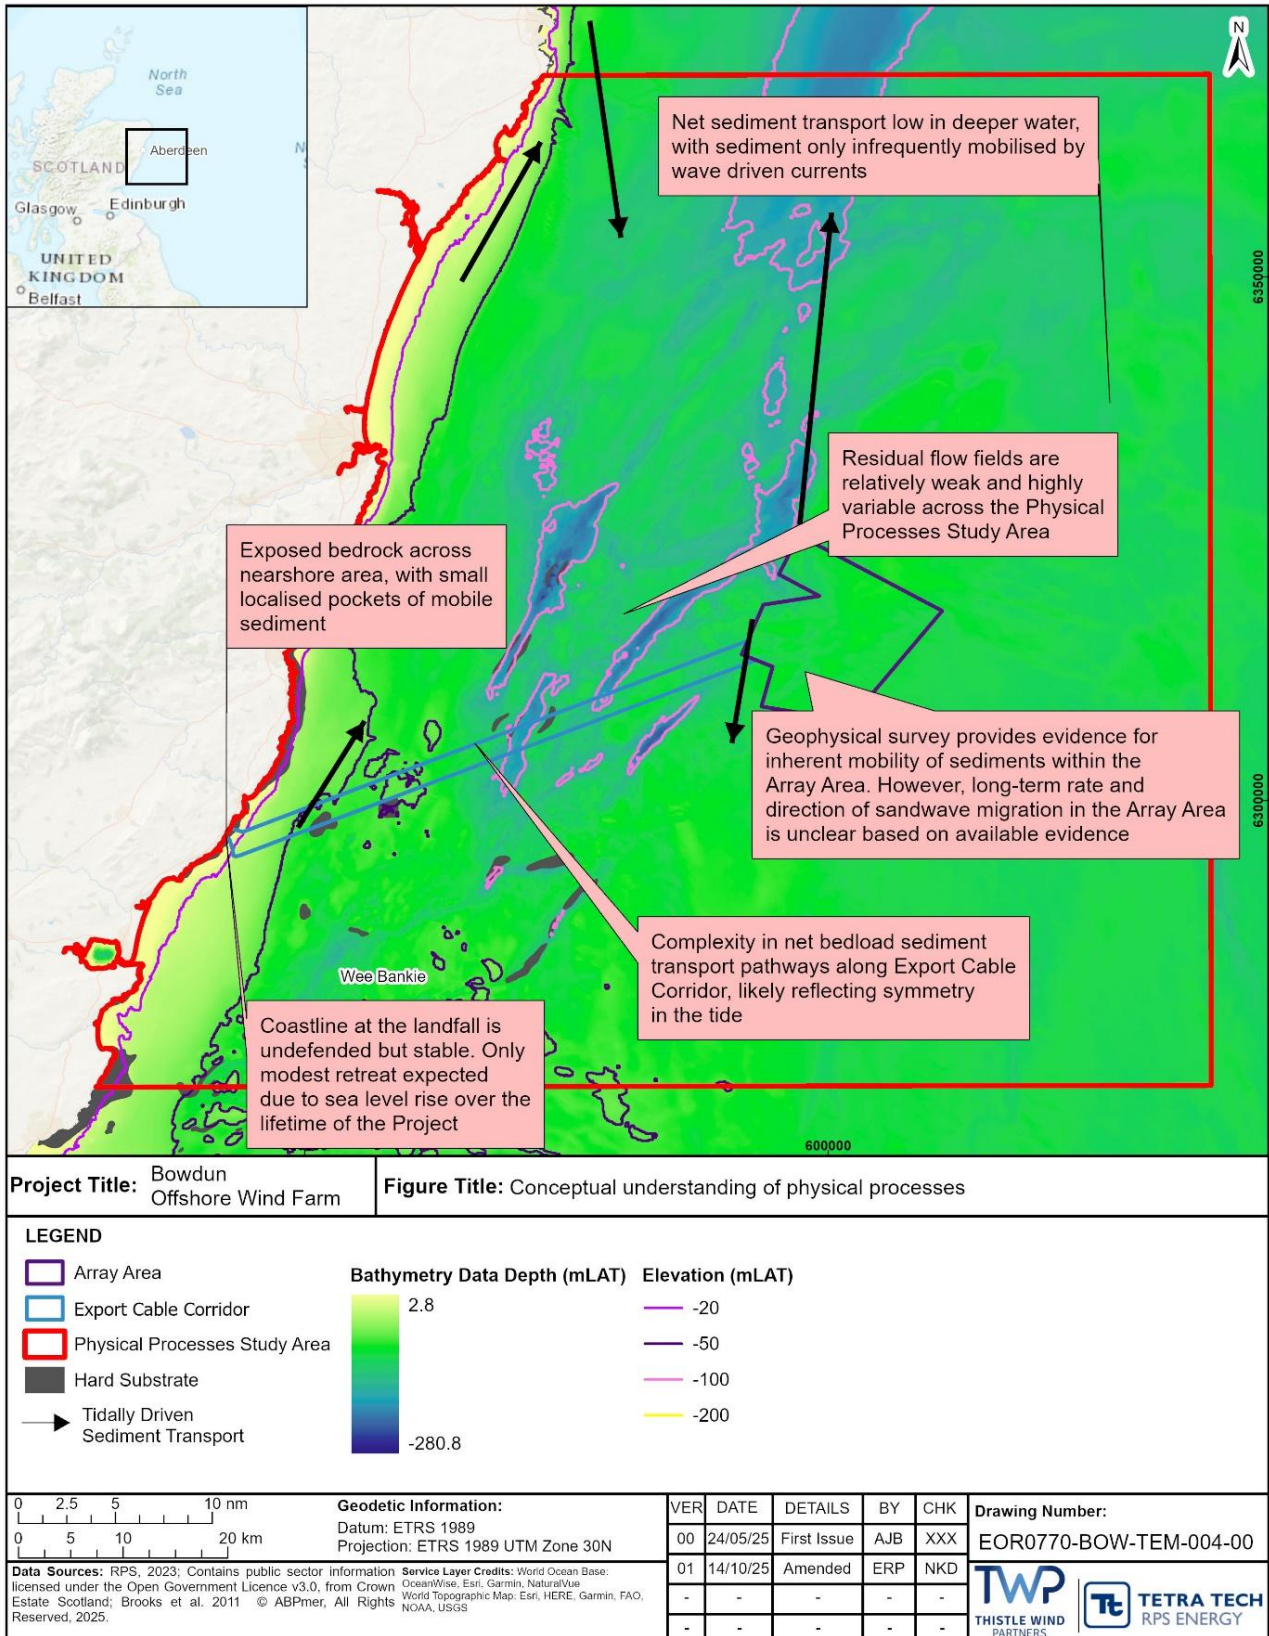 North
Sea
SCOTLAND
Aberdeen
Glasgow
Edinburgh
UNITED
KINGDOM
Belfast
N
N
Net sediment transport low in deeper water,
with sediment only infrequently mobilised by
wave driven currents
6350000
Residual flow fields are
relatively weak and highly
variable across the Physical
Processes Study Area
Exposed bedrock across
nearshore area, with small
localised pockets of mobile
sediment
Geophysical survey provides evidence for
inherent mobility of sediments within the
Array Area. However, long-term rate and
direction of sandwave migration in the Array Area
is unclear based on available evidence
6300000
Complexity in net bedload sediment
transport pathways along Export Cable
Corridor, likely reflecting symmetry
in the tide
Wee Bankie
Coastline at the landfall is
undefended but stable. Only
modest retreat expected
due to sea level rise over the
lifetime of the Project
600000
Project Title: Bowdun
Offshore Wind Farm
Figure Title: Conceptual understanding of physical processes
LEGEND
Array Area
Export Cable Corridor
Physical Processes Study Area
Hard Substrate
Tidally Driven
Sediment Transport
Bathymetry Data Depth (mLAT)
2.8
-280.8
Elevation (mLAT)
-20
-50
-100
-200
0 2.5 5 10 nm
0 5 10 20 km
Geodetic Information:
Datum: ETRS 1989
Projection: ETRS 1989 UTM Zone 30N
Data Sources: RPS, 2023; Contains public sector information
licensed under the Open Government Licence v3.0, from Crown
Estate Scotland; Brooks et al. 2011 © ABPmer, All Rights
Reserved, 2025.
Service Layer Credits: World Ocean Base:
OceanWise, Esri, Garmin, NaturalVue
World Topographic Map: Esri, HERE, Garmin, FAO,
NOAA, USGS
VER DATE DETAILS BY CHK
00 24/05/25 First Issue AJB XXX
01 14/10/25 Amended ERP NKD
- - - - -
- - - - -
Drawing Number:
EOR0770-BOW-TEM-004-00
TWP
THISTLE WIND
PARTNERS
Tt
TETRA TECH
RPS ENERGY